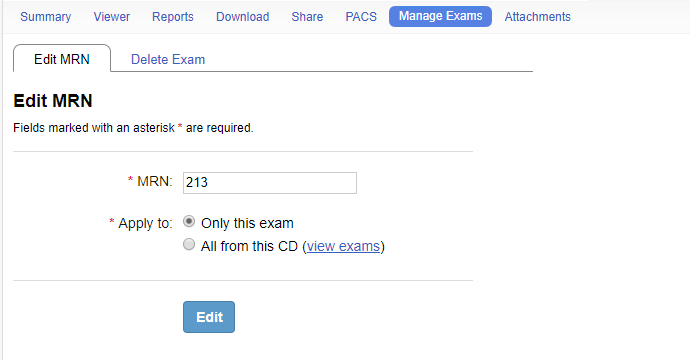 Summary Viewer Reports Download Share PACS Manage Exams Attachments
Edit MRN Delete Exam
Edit MRN
Fields marked with an asterisk * are required.
* MRN: 213
* Apply to: Only this exam
All from this CD (view exams)
Edit